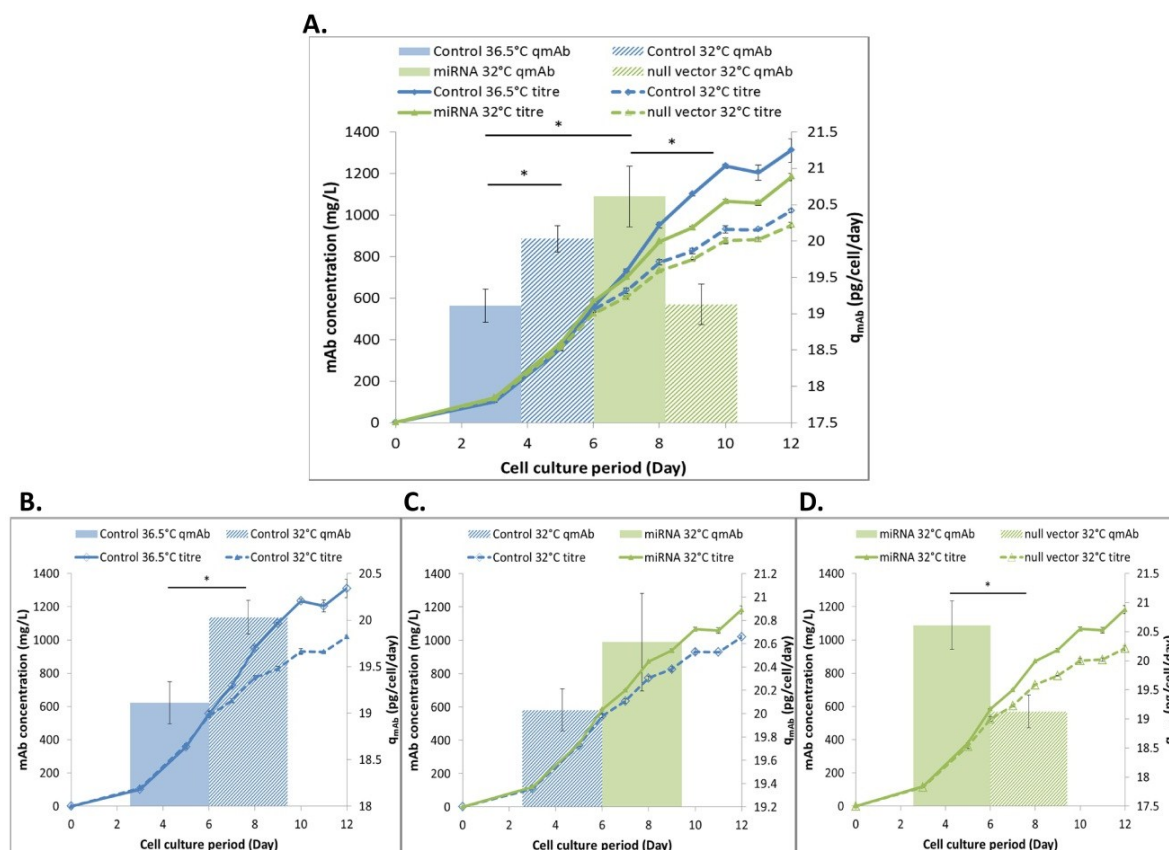 A.
Control 36.5°C qmAb Control 32°C qmAb
miRNA 32°C qmAb null vector 32°C qmAb
Control 36.5°C titre Control 32°C titre
miRNA 32°C titre null vector 32°C titre
* * *
mAb concentration (mg/L)
1400
1200
1000
800
600
400
200
0
21.5
21
20.5
20
19.5
19
18.5
18
17.5
qmAb (pg/cell/day)
0 2 4 6 8 10 12
Cell culture period (Day)
B.
Control 36.5°C qmAb Control 32°C qmAb
Control 36.5°C titre Control 32°C titre
*
mAb concentration (mg/L)
1400
1200
1000
800
600
400
200
0
20.5
20
19.5
19
18.5
18
qmAb (pg/cell/day)
0 2 4 6 8 10 12
Cell culture period (Day)
C.
Control 32°C qmAb miRNA 32°C qmAb
Control 32°C titre miRNA 32°C titre
mAb concentration (mg/L)
1400
1200
1000
800
600
400
200
0
21.2
21
20.8
20.6
20.4
20.2
20
19.8
19.6
19.4
19.2
qmAb (pg/cell/day)
0 2 4 6 8 10 12
Cell culture period (Day)
D.
miRNA 32°C qmAb null vector 32°C qmAb
miRNA 32°C titre null vector 32°C titre
*
mAb concentration (mg/L)
1400
1200
1000
800
600
400
200
0
21.5
21
20.5
20
19.5
19
18.5
18
17.5
(pg/cell/day)
0 2 4 6 8 10 12
Cell culture period (Day)